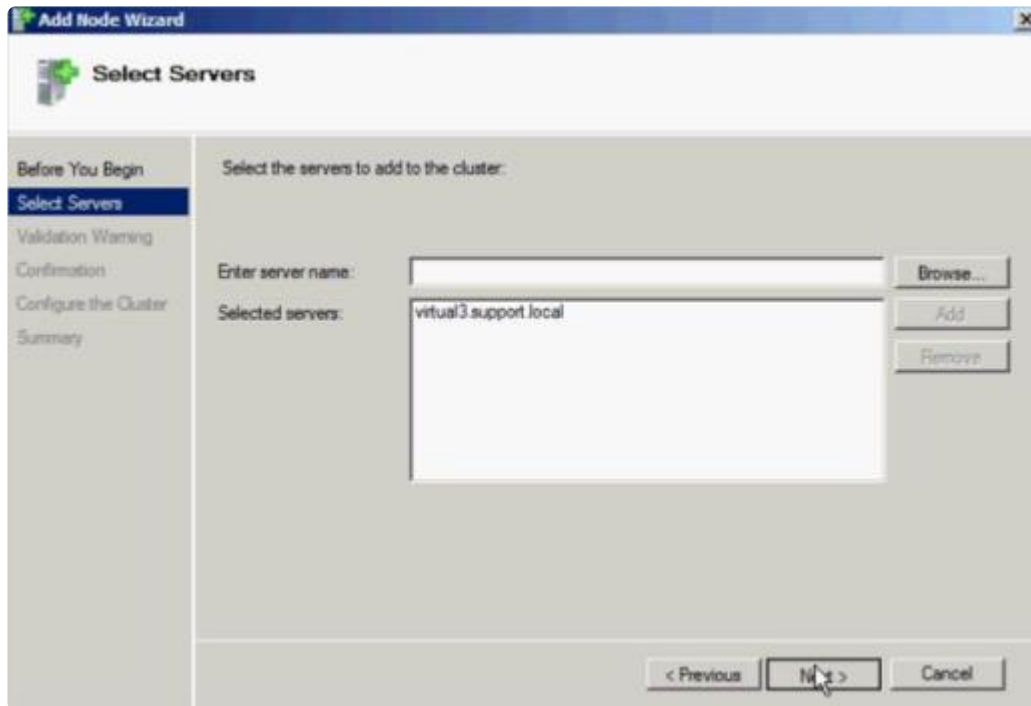 Add Node Wizard
Select Servers
Before You Begin
Select Servers
Validation Warning
Confirmation
Configure the Cluster
Summary
Select the servers to add to the cluster:
Enter server name:
Browse...
Selected servers:
virtual3.support.local
Add
Remove
< Previous
Next >
Cancel